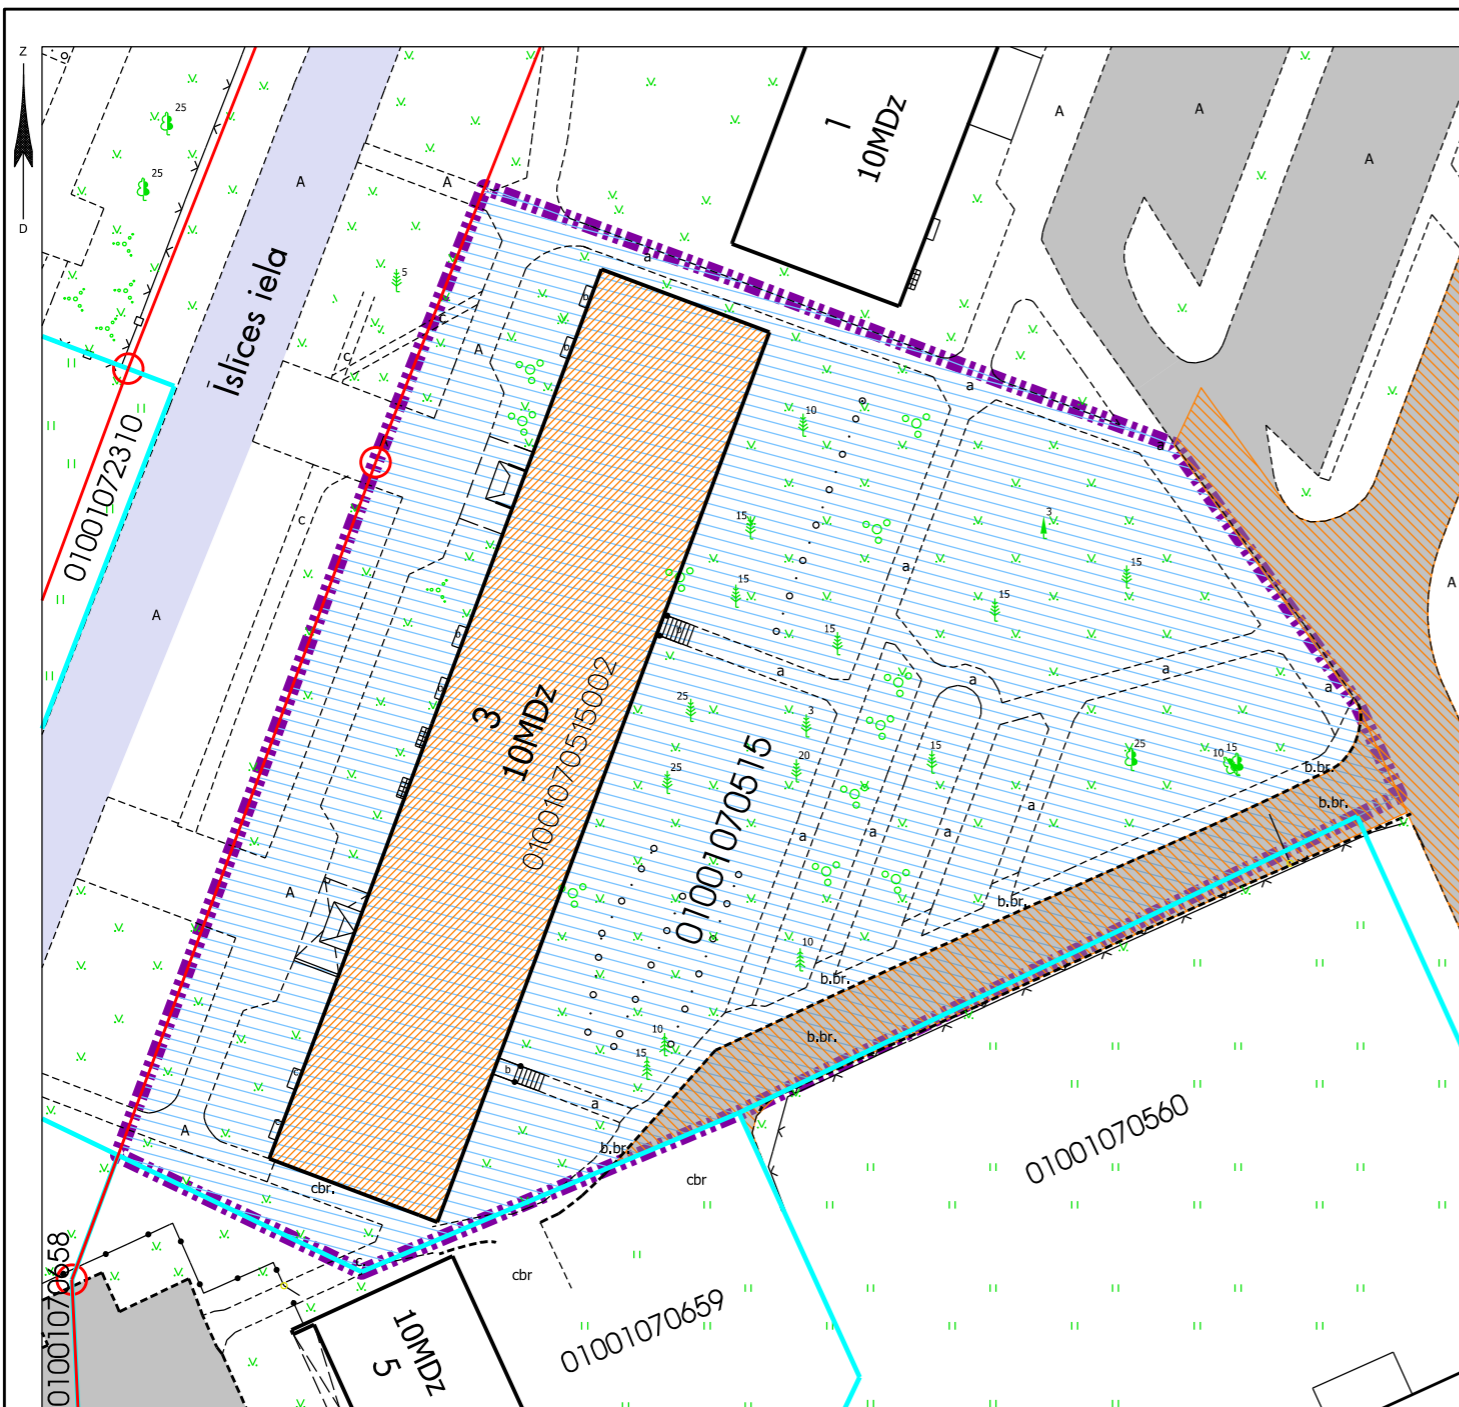 Z
D
25
25
A
A
Īslīces iela
5
c
c
A
1
10MDz
A
A
A
a
b
b
A
a
10
a
01001072310
c
15
3
a
15
15
15
15
A
A
b
b
b
a
a
a
a
3
10MDz
01001070515002
25
3
20
15
25
25
10 15
b.br.
b.br.
01001070515
a
a
a
a
A
b.br.
10
b.br.
b.br.
10
15
c
b
a
c
A
b.br.
cbr.
cbr
01001070560
c
cbr
01001070658
10MDz
5
01001070659